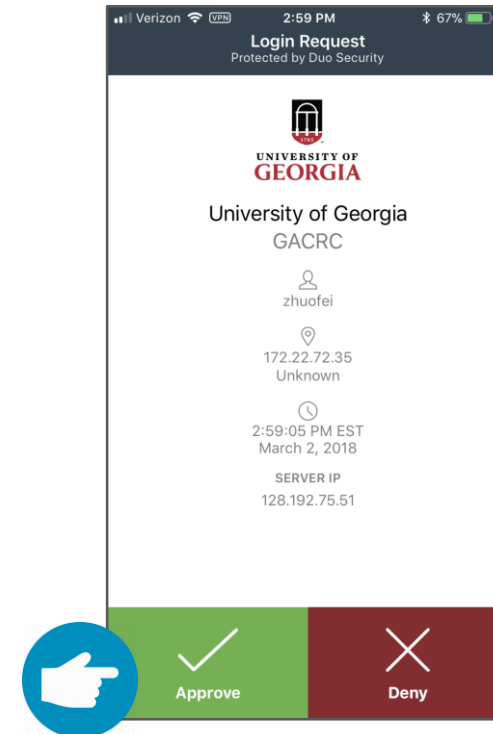 Verizon VPN 2:59 PM 67%
Login Request
Protected by Duo Security
1785
UNIVERSITY OF
GEORGIA
University of Georgia
GACRC
zhuofei
172.22.72.35
Unknown
2:59:05 PM EST
March 2, 2018
SERVER IP
128.192.75.51
Approve Deny